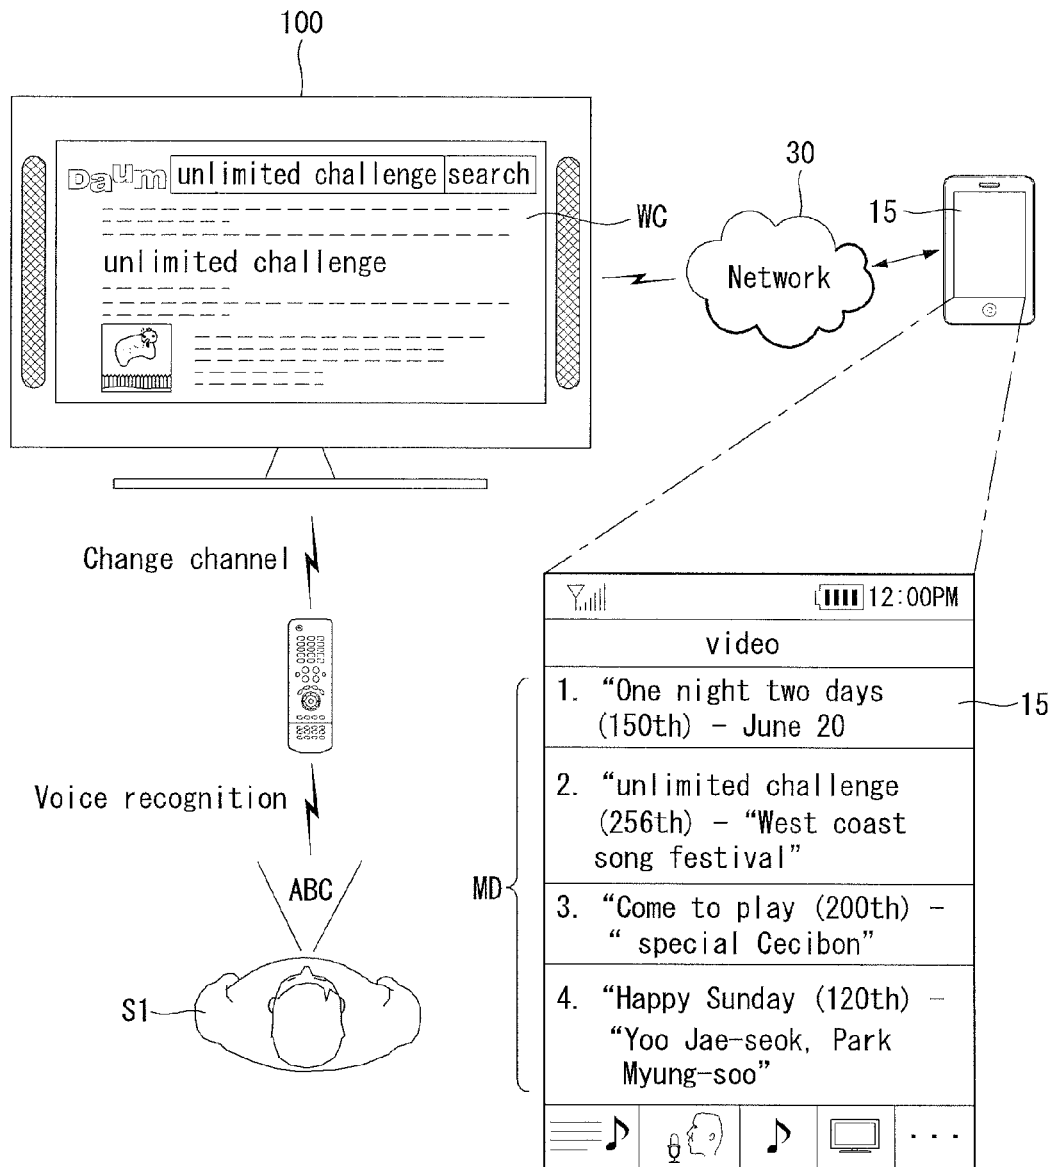 100
Daum unlimited challenge search
WC
unlimited challenge
30
Network
15
Change channel
Voice recognition
ABC
S1
12:00PM
video
15
MD
1. “One night two days
(150th) – June 20
2. “unlimited challenge
(256th) – “West coast
song festival”
3. “Come to play (200th) –
“ special Cecibon”
4. “Happy Sunday (120th) –
“Yoo Jae-seok, Park
Myung-soo”
...